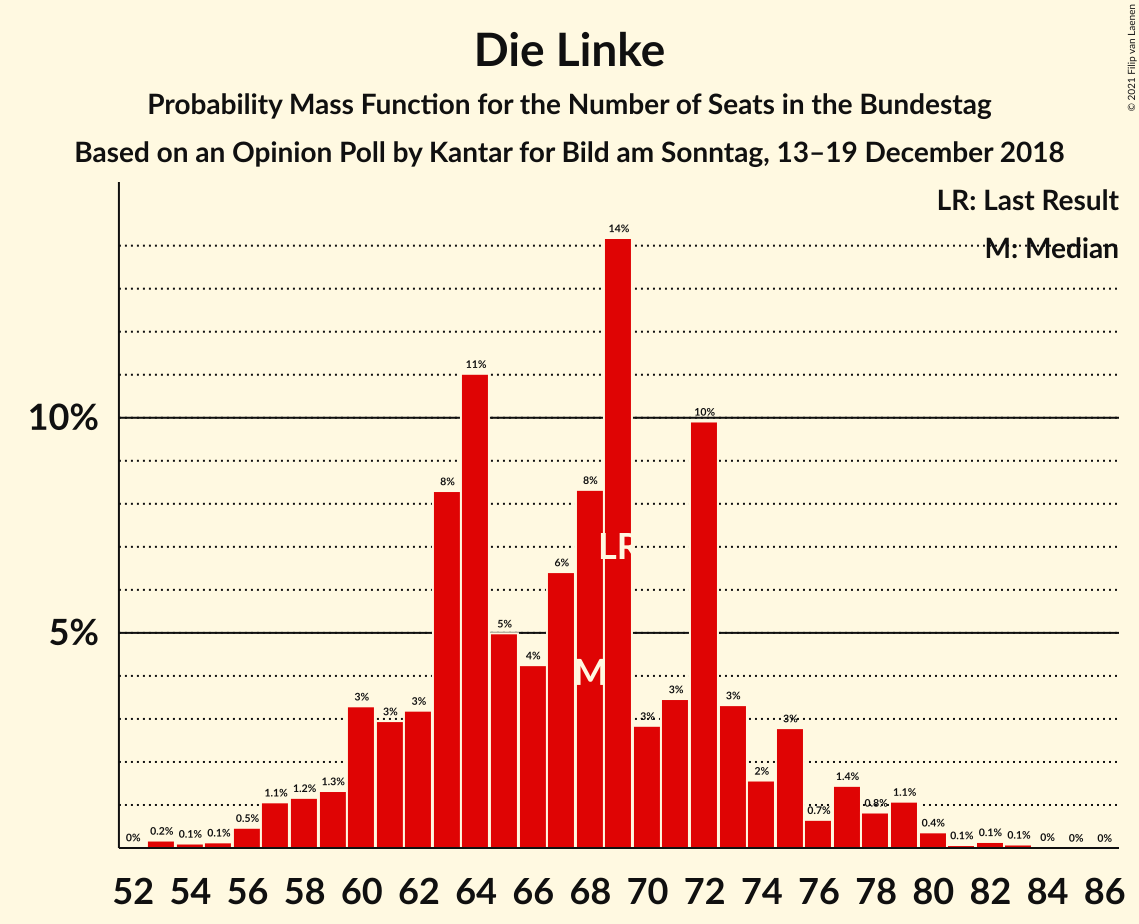 Die Linke
Probability Mass Function for the Number of Seats in the Bundestag
Based on an Opinion Poll by Kantar for Bild am Sonntag, 13–19 December 2018
© 2021 Filip van Laenen
LR: Last Result
M: Median
10%
5%
0% 0.2% 0.1% 0.1% 0.5% 1.1% 1.2% 1.3% 3% 3% 3% 8% 11% 5% 4% 6% 8% 14% 3% 3% 10% 3% 2% 3% 0.7% 1.4% 0.8% 1.1% 0.4% 0.1% 0.1% 0.1% 0% 0% 0%
LR
M
52 54 56 58 60 62 64 66 68 70 72 74 76 78 80 82 84 86